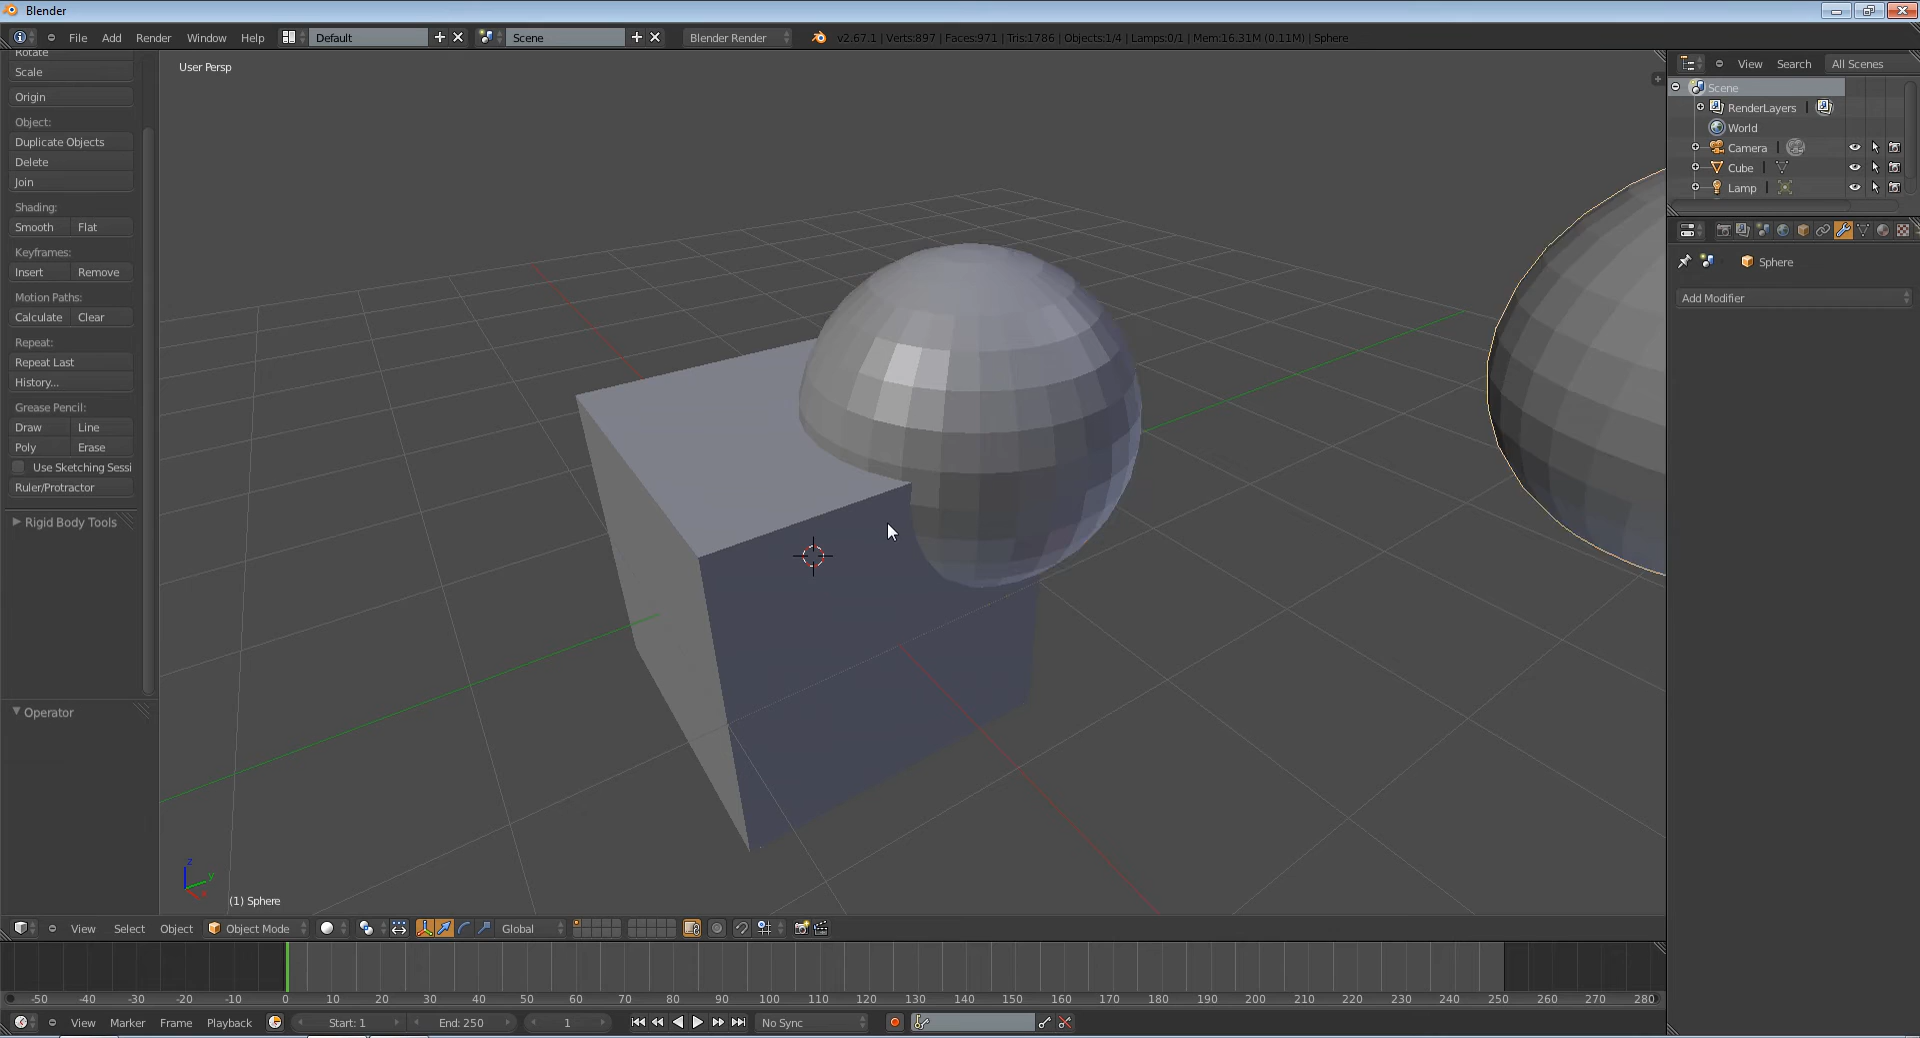 Blender
File Add Render Window Help Default Scene Blender Render v2.67.1 | Verts:897 | Faces:971 | Tris:1786 | Objects:1/4 | Lamps:0/1 | Mem:16.31M (0.11M) | Sphere
Rotate
Scale
Origin
Object:
Duplicate Objects
Delete
Join
Shading:
Smooth Flat
Keyframes:
Insert Remove
Motion Paths:
Calculate Clear
Repeat:
Repeat Last
History...
Grease Pencil:
Draw Line
Poly Erase
Use Sketching Sessi
Ruler/Protractor
Rigid Body Tools
Operator
User Persp
z
y
x
(1) Sphere
View Search All Scenes
Scene
RenderLayers |
World
Camera |
Cube |
Lamp |
Sphere
Add Modifier
View Select Object Object Mode Global
-50 -40 -30 -20 -10 0 10 20 30 40 50 60 70 80 90 100 110 120 130 140 150 160 170 180 190 200 210 220 230 240 250 260 270 280
View Marker Frame Playback Start: 1 End: 250 1 No Sync